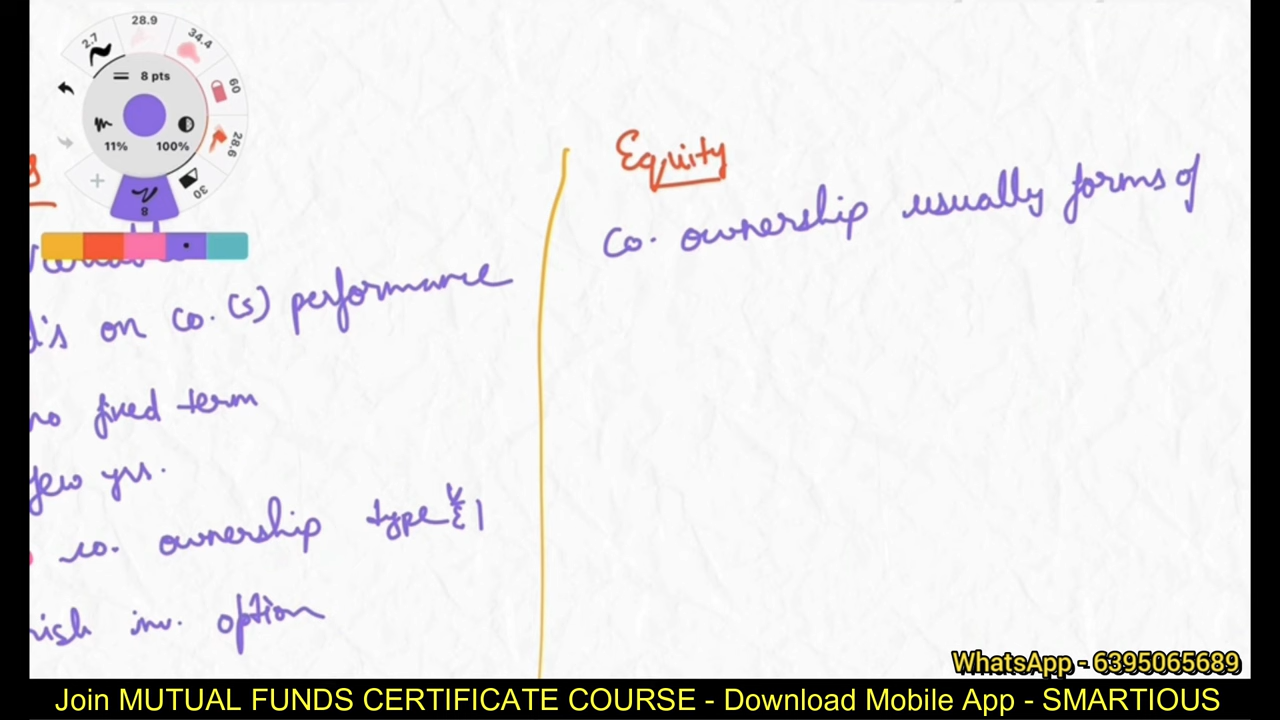 28.9
2.7
34.4
8 pts
60
11%
100%
28.6
30
8
Equity
Co. ownership usually forms of
on co. (s) performance
no fixed term
few yrs.
co. ownership type
inv. option
WhatsApp - 6395065689
Join MUTUAL FUNDS CERTIFICATE COURSE - Download Mobile App - SMARTIOUS